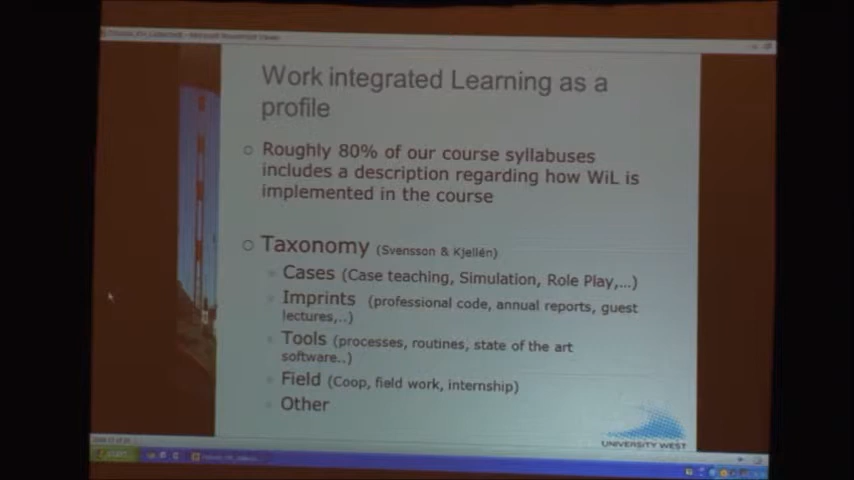 Work integrated Learning as a
profile
Roughly 80% of our course syllabuses
includes a description regarding how WiL is
implemented in the course
Taxonomy (Svensson & Kjellén)
Cases (Case teaching, Simulation, Role Play,...)
Imprints (professional code, annual reports, guest
lectures,..)
Tools (processes, routines, state of the art
software..)
Field (Coop, field work, internship)
Other
UNIVERSITY WEST